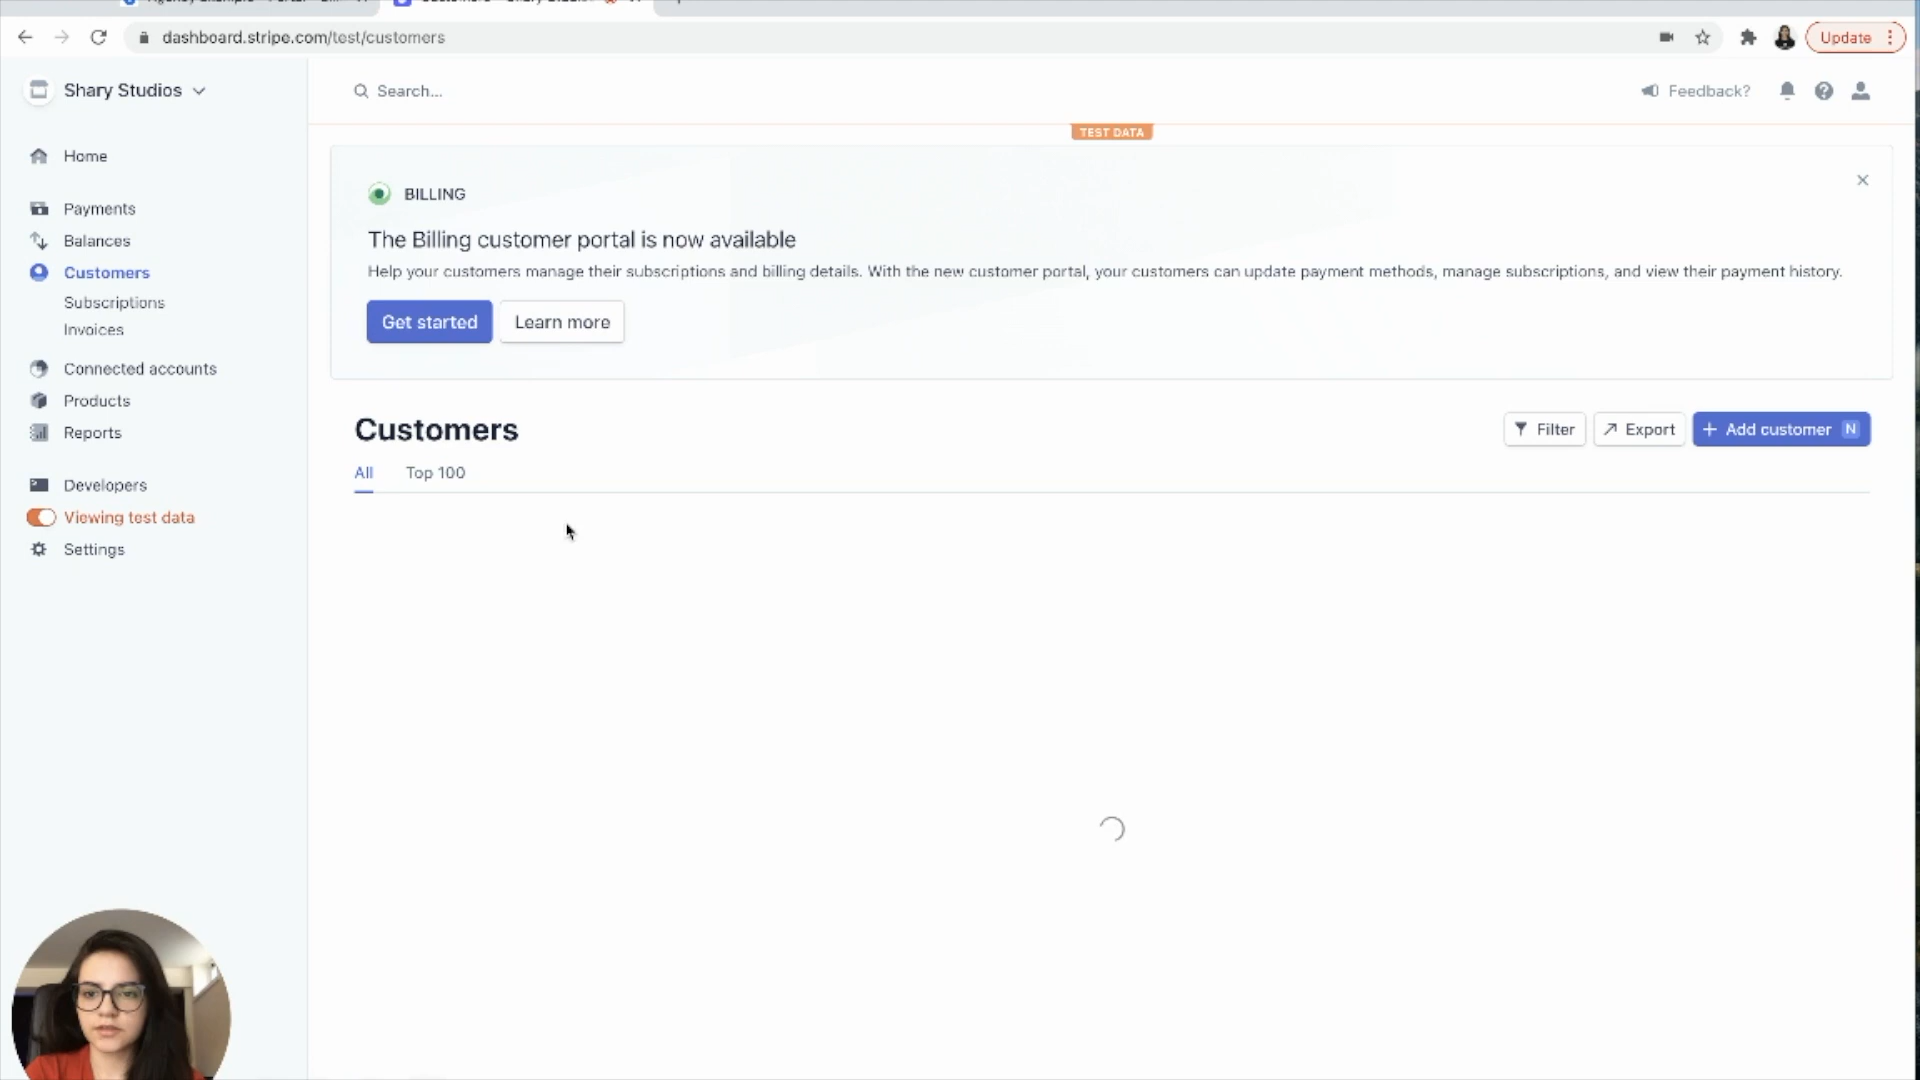 dashboard.stripe.com/test/customers
Update
Shary Studios
Search...
Feedback?
TEST DATA
Home
Payments
Balances
Customers
Subscriptions
Invoices
Connected accounts
Products
Reports
Developers
Viewing test data
Settings
BILLING
The Billing customer portal is now available
Help your customers manage their subscriptions and billing details. With the new customer portal, your customers can update payment methods, manage subscriptions, and view their payment history.
Get started
Learn more
Customers
Filter
Export
+ Add customer N
All
Top 100